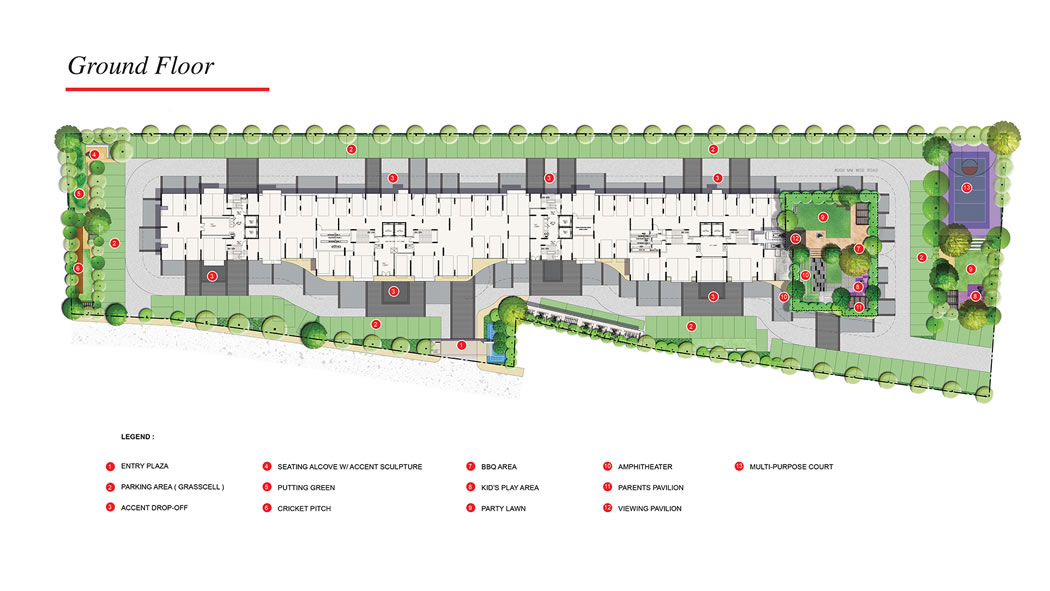 Ground Floor
4
2
2
3
3
3
5
13
9
2
12
7
2
6
9
3
10
8
3
3
10
8
11
2
2
1
LEGEND :
1 ENTRY PLAZA
2 PARKING AREA ( GRASSCELL )
3 ACCENT DROP-OFF
4 SEATING ALCOVE W/ ACCENT SCULPTURE
5 PUTTING GREEN
6 CRICKET PITCH
7 BBQ AREA
8 KID'S PLAY AREA
9 PARTY LAWN
10 AMPHITHEATER
11 PARENTS PAVILION
12 VIEWING PAVILION
13 MULTI-PURPOSE COURT